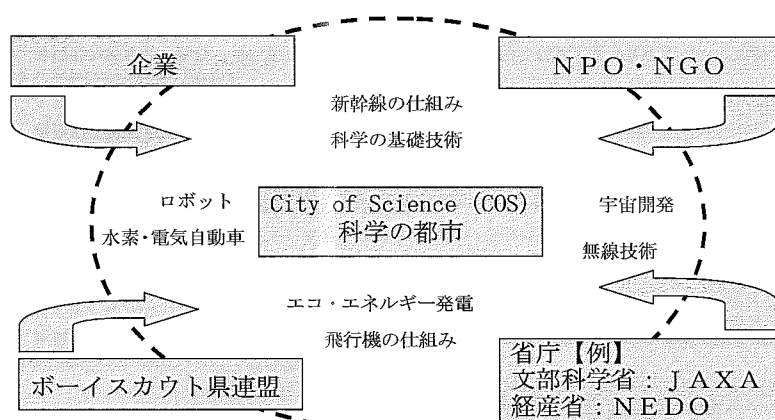 企業
NPO・NGO
新幹線の仕組み
科学の基礎技術
ロボット
水素・電気自動車
City of Science (COS)
科学の都市
宇宙開発
無線技術
エコ・エネルギー発電
飛行機の仕組み
ボーイスカウト県連盟
省庁【例】
文部科学省：JAXA
経産省：NEDO